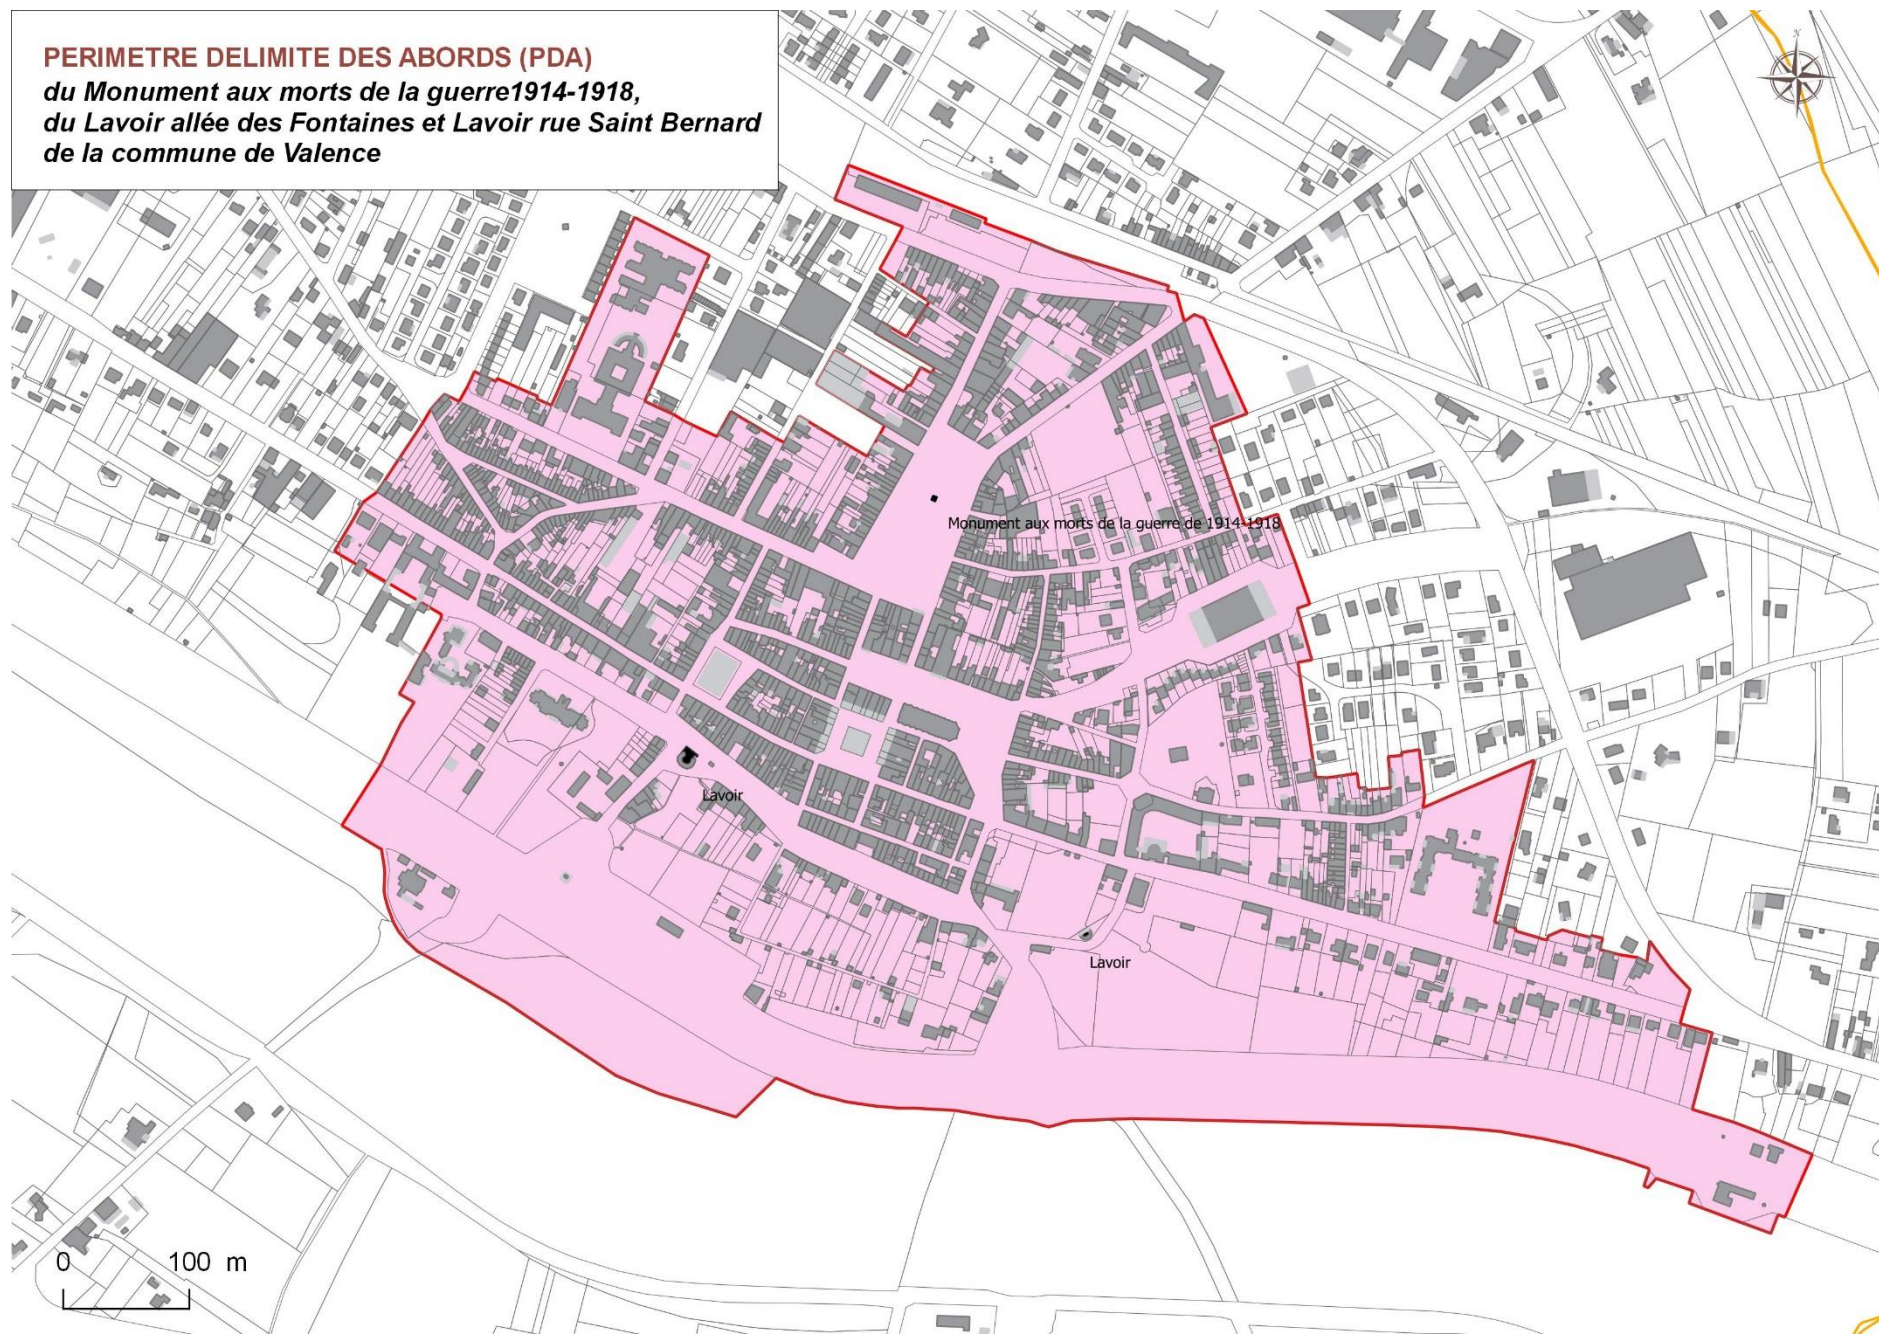 PERIMETRE DELIMITE DES ABORDS (PDA)
du Monument aux morts de la guerre1914-1918,
du Lavoir allée des Fontaines et Lavoir rue Saint Bernard
de la commune de Valence
N
Monument aux morts de la guerre de 1914-1918
Lavoir
Lavoir
0 100 m